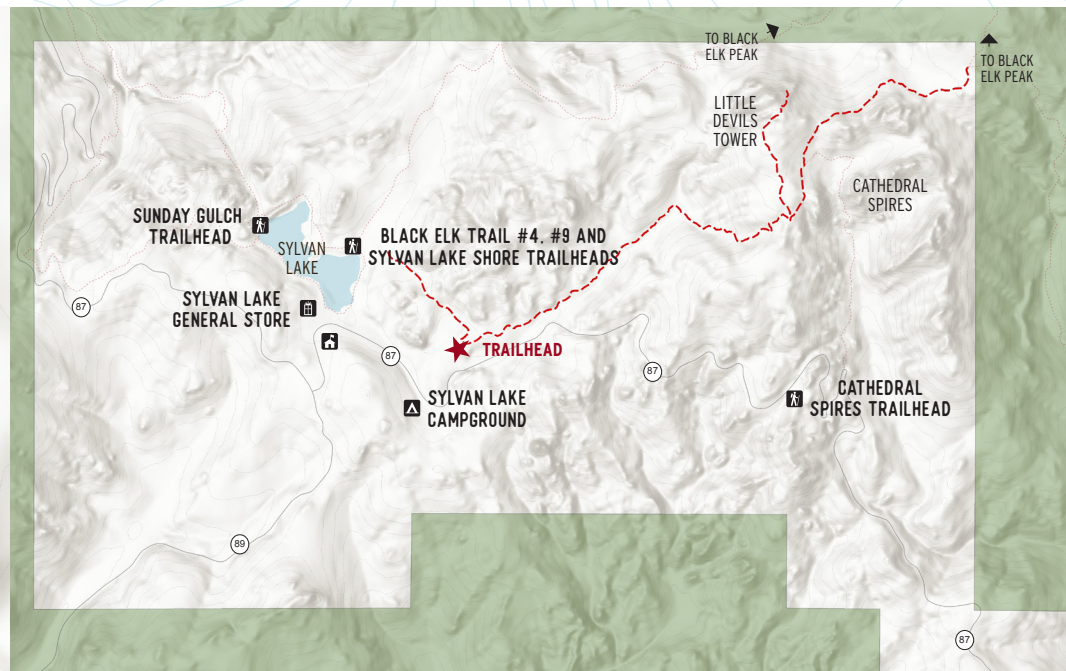 TO BLACK
ELK PEAK
TO BLACK
ELK PEAK
LITTLE
DEVILS
TOWER
CATHEDRAL
SPIRES
SUNDAY GULCH
TRAILHEAD
SYLVAN
LAKE
BLACK ELK TRAIL #4, #9 AND
SYLVAN LAKE SHORE TRAILHEADS
87
SYLVAN LAKE
GENERAL STORE
87
TRAILHEAD
87
SYLVAN LAKE
CAMPGROUND
CATHEDRAL
SPIRES TRAILHEAD
89
87